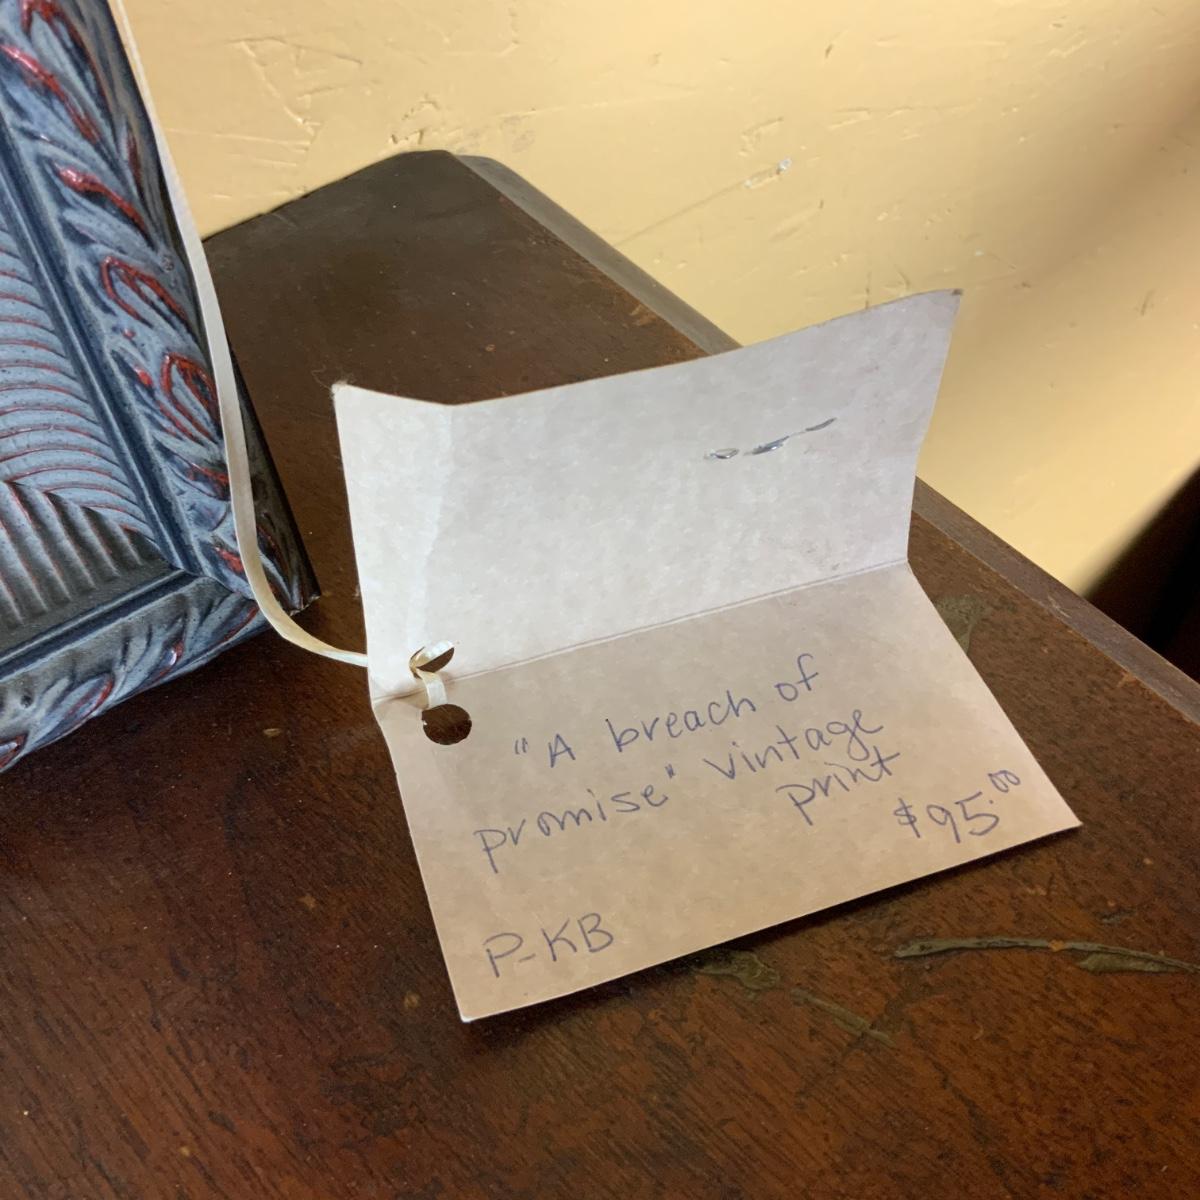 "A breach of
promise" vintage
print
$95.00
P-KB